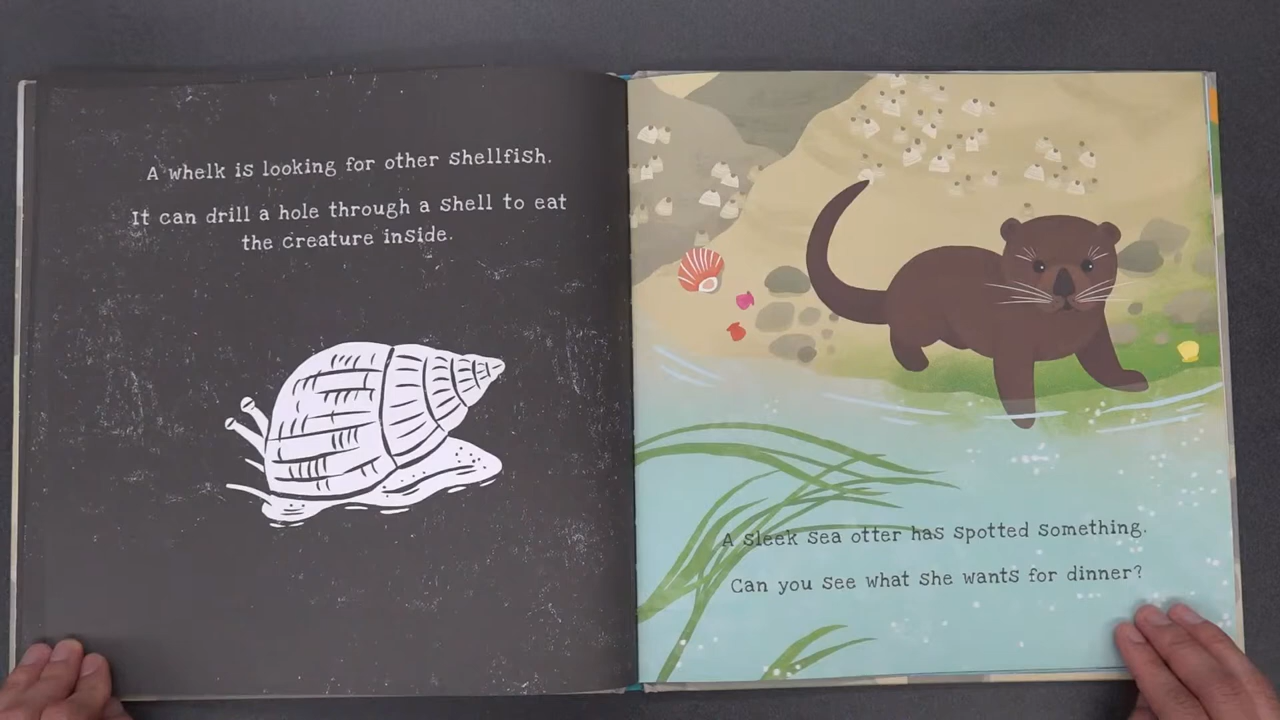 A whelk is looking for other shellfish.
It can drill a hole through a shell to eat
the creature inside.
A sleek sea otter has spotted something.
Can you see what she wants for dinner?